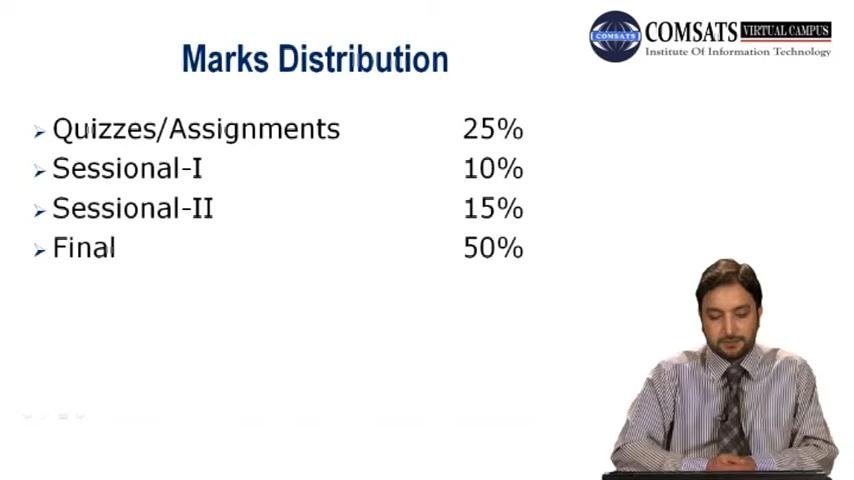 COMSATS VIRTUAL CAMPUS
COMSATS
Institute Of Information Technology
Marks Distribution
Quizzes/Assignments 25%
Sessional-I 10%
Sessional-II 15%
Final 50%